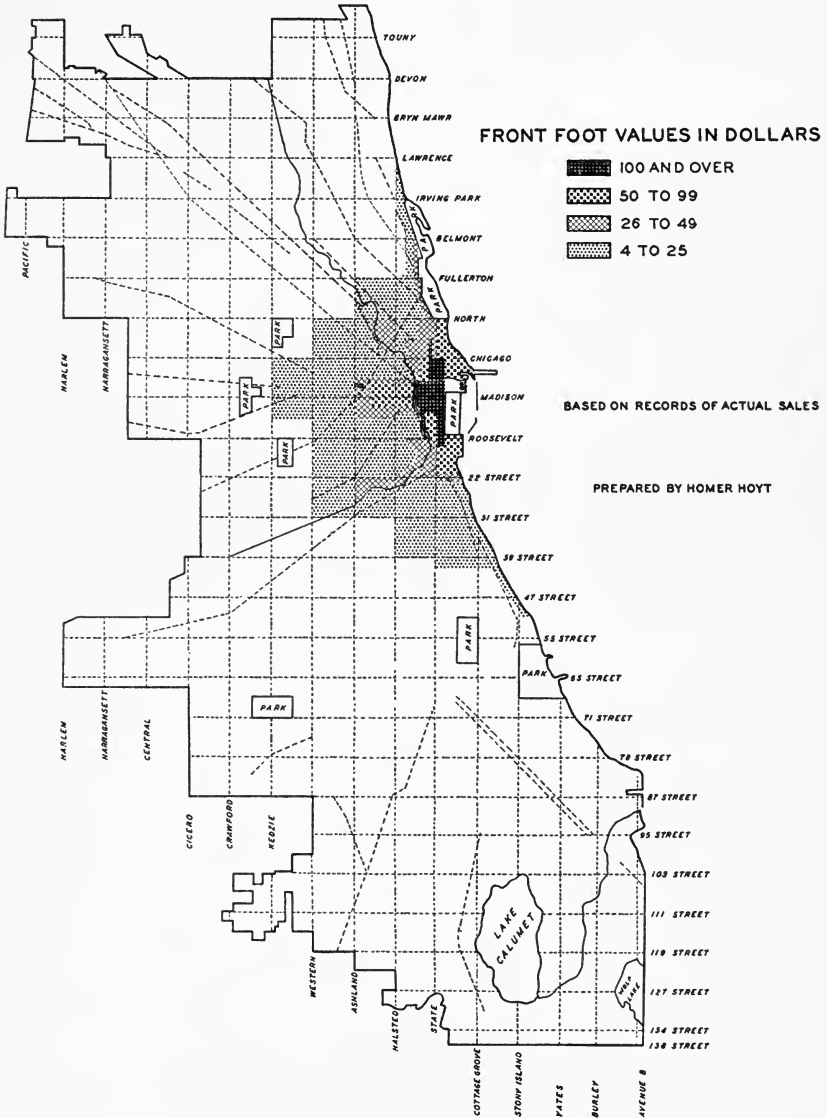 TOUHY
DEVON
BRYN MAWR
FRONT FOOT VALUES IN DOLLARS
LAWRENCE
100 AND OVER
IRVING PARK
50 TO 99
PARK
BELMONT
26 TO 49
PACIFIC
4 TO 25
FULLERTON
PARK
NORTH
PARK
HARLEM
NARRAGANSETT
CHICAGO
PARK
PARK
MADISON
BASED ON RECORDS OF ACTUAL SALES
ROOSEVELT
PARK
22 STREET
PREPARED BY HOMER HOYT
31 STREET
39 STREET
47 STREET
PARK
55 STREET
PARK
63 STREET
PARK
71 STREET
HARLEM
NARRAGANSETT
CENTRAL
79 STREET
87 STREET
CICERO
CRAWFORD
KEDZIE
95 STREET
103 STREET
LAKE
CALUMET
111 STREET
119 STREET
WESTERN
ASHLAND
HALSTED
STATE
WOLF
LAKE
127 STREET
134 STREET
138 STREET
COTTAGE GROVE
STONY ISLAND
YATES
BURLEY
AVENUE B